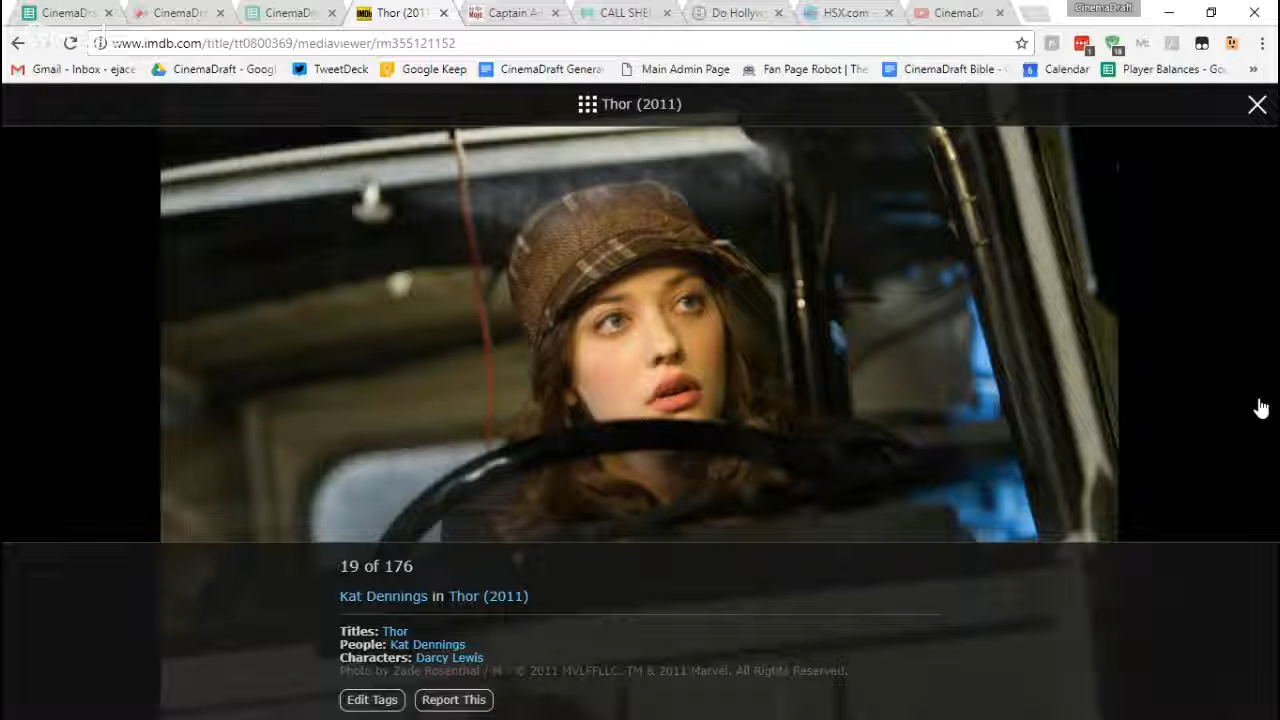 CinemaDr
CinemaDr
CinemaDr
Thor (201
Captain A
CALL SHE
Do Hollyw
HSX.com –
CinemaDr
CinemaDraft
www.imdb.com/title/tt0800369/mediaviewer/rm355121152
Gmail - Inbox - ejace
CinemaDraft - Googl
TweetDeck
Google Keep
CinemaDraft Genera
Main Admin Page
Fan Page Robot | The
CinemaDraft Bible -
Calendar
Player Balances - Go
Thor (2011)
19 of 176
Kat Dennings in Thor (2011)
Titles: Thor
People: Kat Dennings
Characters: Darcy Lewis
Photo by Zade Rosenthal / M © 2011 MVLFFLLC. TM & 2011 Marvel. All Rights Reserved.
Edit Tags Report This